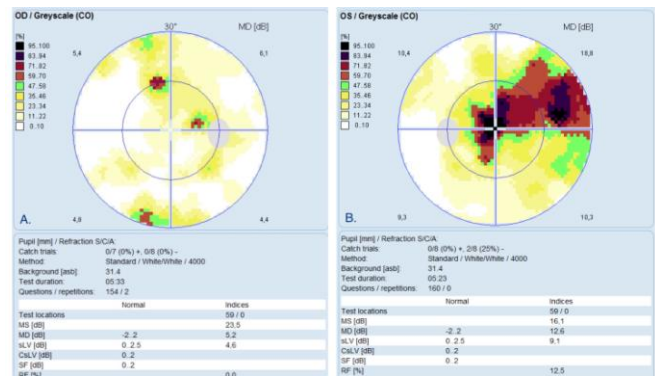 OD / Greyscale (CO)
30°
MD [dB]
[%]
95..100
83..94
71..82
59..70
47..58
35..46
23..34
11..22
0..10
5,4
6,1
4,8
4,4
A.
Pupil [mm] / Refraction S/C/A:
Catch trials: 0/7 (0%) +, 0/6 (0%) -
Method: Standard / White/White / 4000
Background [asb]: 31.4
Test duration: 05:33
Questions / repetitions: 154 / 2
Normal Indices
Test locations 59 / 0
MS [dB] 23,5
MD [dB] -2..2 5,2
sLV [dB] 0..2.5 4,6
CsLV [dB] 0..2
SF [dB] 0..2
RF [%] 0,0
OS / Greyscale (CO)
30°
MD [dB]
[%]
95..100
83..94
71..82
59..70
47..58
35..46
23..34
11..22
0..10
10,4
18,8
9,3
10,3
B.
Pupil [mm] / Refraction S/C/A:
Catch trials: 0/8 (0%) +, 2/8 (25%) -
Method: Standard / White/White / 4000
Background [asb]: 31.4
Test duration: 05:23
Questions / repetitions: 160 / 0
Normal Indices
Test locations 59 / 0
MS [dB] 16,1
MD [dB] -2..2 12,6
sLV [dB] 0..2.5 9,1
CsLV [dB] 0..2
SF [dB] 0..2
RF [%] 12,5